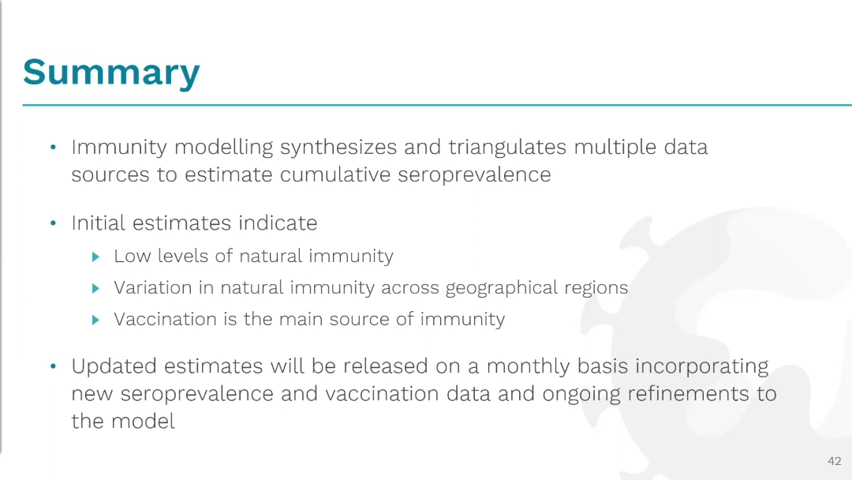 Summary
• Immunity modelling synthesizes and triangulates multiple data
sources to estimate cumulative seroprevalence
• Initial estimates indicate
Low levels of natural immunity
Variation in natural immunity across geographical regions
Vaccination is the main source of immunity
• Updated estimates will be released on a monthly basis incorporating
new seroprevalence and vaccination data and ongoing refinements to
the model
42